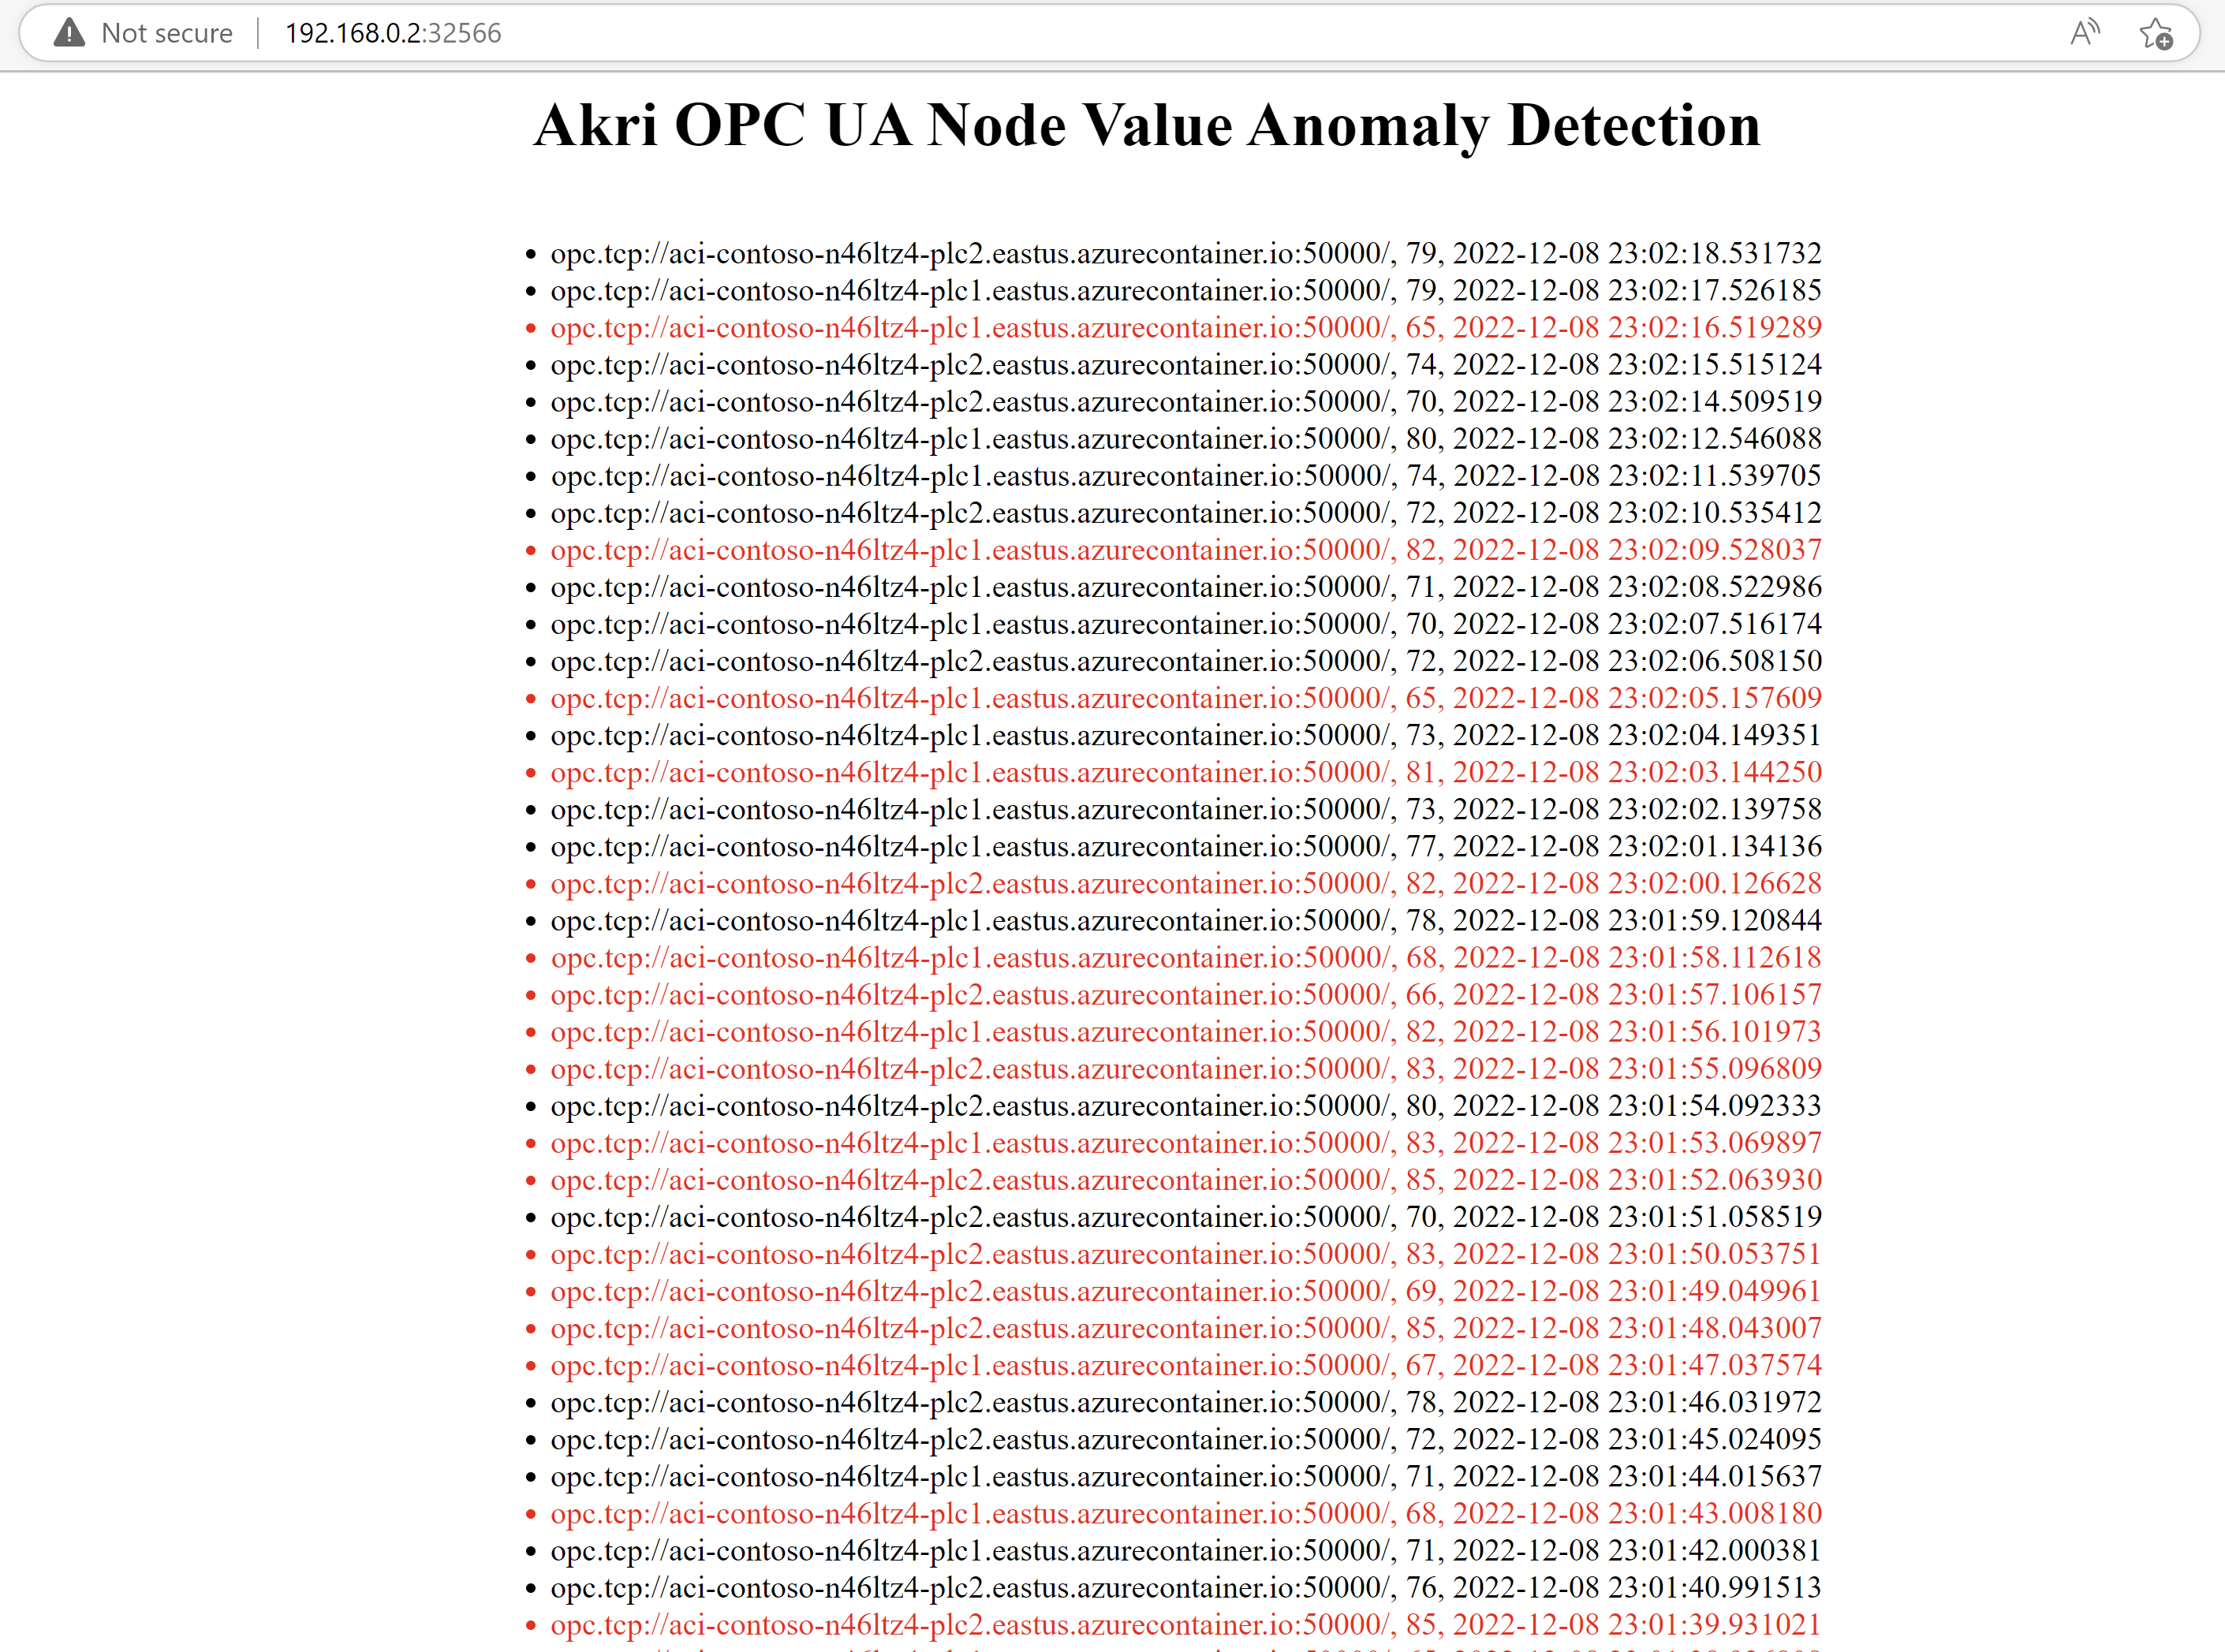 Not secure | 192.168.0.2:32566
Akri OPC UA Node Value Anomaly Detection
• opc.tcp://aci-contoso-n46ltz4-plc2.eastus.azurecontainer.io:50000/, 79, 2022-12-08 23:02:18.531732
• opc.tcp://aci-contoso-n46ltz4-plc1.eastus.azurecontainer.io:50000/, 79, 2022-12-08 23:02:17.526185
• opc.tcp://aci-contoso-n46ltz4-plc1.eastus.azurecontainer.io:50000/, 65, 2022-12-08 23:02:16.519289
• opc.tcp://aci-contoso-n46ltz4-plc2.eastus.azurecontainer.io:50000/, 74, 2022-12-08 23:02:15.515124
• opc.tcp://aci-contoso-n46ltz4-plc2.eastus.azurecontainer.io:50000/, 70, 2022-12-08 23:02:14.509519
• opc.tcp://aci-contoso-n46ltz4-plc1.eastus.azurecontainer.io:50000/, 80, 2022-12-08 23:02:12.546088
• opc.tcp://aci-contoso-n46ltz4-plc1.eastus.azurecontainer.io:50000/, 74, 2022-12-08 23:02:11.539705
• opc.tcp://aci-contoso-n46ltz4-plc2.eastus.azurecontainer.io:50000/, 72, 2022-12-08 23:02:10.535412
• opc.tcp://aci-contoso-n46ltz4-plc1.eastus.azurecontainer.io:50000/, 82, 2022-12-08 23:02:09.528037
• opc.tcp://aci-contoso-n46ltz4-plc1.eastus.azurecontainer.io:50000/, 71, 2022-12-08 23:02:08.522986
• opc.tcp://aci-contoso-n46ltz4-plc1.eastus.azurecontainer.io:50000/, 70, 2022-12-08 23:02:07.516174
• opc.tcp://aci-contoso-n46ltz4-plc2.eastus.azurecontainer.io:50000/, 72, 2022-12-08 23:02:06.508150
• opc.tcp://aci-contoso-n46ltz4-plc1.eastus.azurecontainer.io:50000/, 65, 2022-12-08 23:02:05.157609
• opc.tcp://aci-contoso-n46ltz4-plc1.eastus.azurecontainer.io:50000/, 73, 2022-12-08 23:02:04.149351
• opc.tcp://aci-contoso-n46ltz4-plc1.eastus.azurecontainer.io:50000/, 81, 2022-12-08 23:02:03.144250
• opc.tcp://aci-contoso-n46ltz4-plc1.eastus.azurecontainer.io:50000/, 73, 2022-12-08 23:02:02.139758
• opc.tcp://aci-contoso-n46ltz4-plc1.eastus.azurecontainer.io:50000/, 77, 2022-12-08 23:02:01.134136
• opc.tcp://aci-contoso-n46ltz4-plc2.eastus.azurecontainer.io:50000/, 82, 2022-12-08 23:02:00.126628
• opc.tcp://aci-contoso-n46ltz4-plc1.eastus.azurecontainer.io:50000/, 78, 2022-12-08 23:01:59.120844
• opc.tcp://aci-contoso-n46ltz4-plc1.eastus.azurecontainer.io:50000/, 68, 2022-12-08 23:01:58.112618
• opc.tcp://aci-contoso-n46ltz4-plc2.eastus.azurecontainer.io:50000/, 66, 2022-12-08 23:01:57.106157
• opc.tcp://aci-contoso-n46ltz4-plc1.eastus.azurecontainer.io:50000/, 82, 2022-12-08 23:01:56.101973
• opc.tcp://aci-contoso-n46ltz4-plc2.eastus.azurecontainer.io:50000/, 83, 2022-12-08 23:01:55.096809
• opc.tcp://aci-contoso-n46ltz4-plc2.eastus.azurecontainer.io:50000/, 80, 2022-12-08 23:01:54.092333
• opc.tcp://aci-contoso-n46ltz4-plc1.eastus.azurecontainer.io:50000/, 83, 2022-12-08 23:01:53.069897
• opc.tcp://aci-contoso-n46ltz4-plc2.eastus.azurecontainer.io:50000/, 85, 2022-12-08 23:01:52.063930
• opc.tcp://aci-contoso-n46ltz4-plc2.eastus.azurecontainer.io:50000/, 70, 2022-12-08 23:01:51.058519
• opc.tcp://aci-contoso-n46ltz4-plc2.eastus.azurecontainer.io:50000/, 83, 2022-12-08 23:01:50.053751
• opc.tcp://aci-contoso-n46ltz4-plc2.eastus.azurecontainer.io:50000/, 69, 2022-12-08 23:01:49.049961
• opc.tcp://aci-contoso-n46ltz4-plc2.eastus.azurecontainer.io:50000/, 85, 2022-12-08 23:01:48.043007
• opc.tcp://aci-contoso-n46ltz4-plc1.eastus.azurecontainer.io:50000/, 67, 2022-12-08 23:01:47.037574
• opc.tcp://aci-contoso-n46ltz4-plc2.eastus.azurecontainer.io:50000/, 78, 2022-12-08 23:01:46.031972
• opc.tcp://aci-contoso-n46ltz4-plc2.eastus.azurecontainer.io:50000/, 72, 2022-12-08 23:01:45.024095
• opc.tcp://aci-contoso-n46ltz4-plc1.eastus.azurecontainer.io:50000/, 71, 2022-12-08 23:01:44.015637
• opc.tcp://aci-contoso-n46ltz4-plc1.eastus.azurecontainer.io:50000/, 68, 2022-12-08 23:01:43.008180
• opc.tcp://aci-contoso-n46ltz4-plc1.eastus.azurecontainer.io:50000/, 71, 2022-12-08 23:01:42.000381
• opc.tcp://aci-contoso-n46ltz4-plc2.eastus.azurecontainer.io:50000/, 76, 2022-12-08 23:01:40.991513
• opc.tcp://aci-contoso-n46ltz4-plc2.eastus.azurecontainer.io:50000/, 85, 2022-12-08 23:01:39.931021